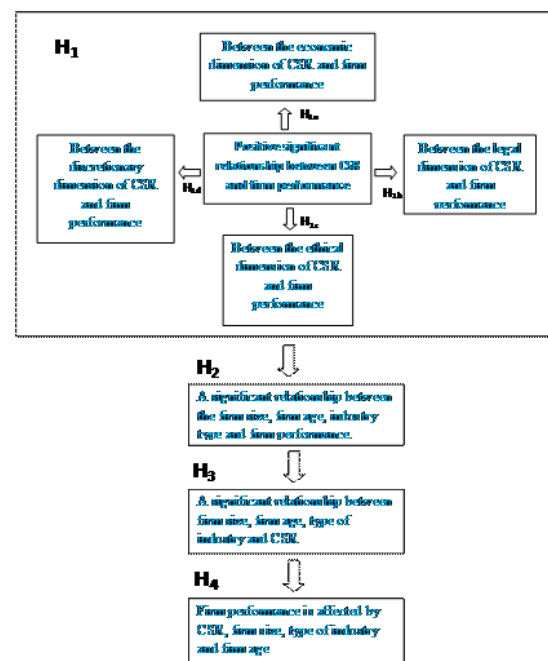 H1
Between the economic
dimension of CSR and firm
performance
H1a
Between the
discretionary
dimension of CSR
and firm
performance
H1d
Positive significant
relationship between CSR
and firm performance
H1b
Between the legal
dimension of CSR
and firm
performance
H1c
Between the ethical
dimension of CSR
and firm
performance
H2
A significant relationship between
the firm size, firm age, industry
type and firm performance.
H3
A significant relationship between
firm size, firm age, type of
industry and CSR.
H4
Firm performance is affected by
CSR, firm size, type of industry
and firm age